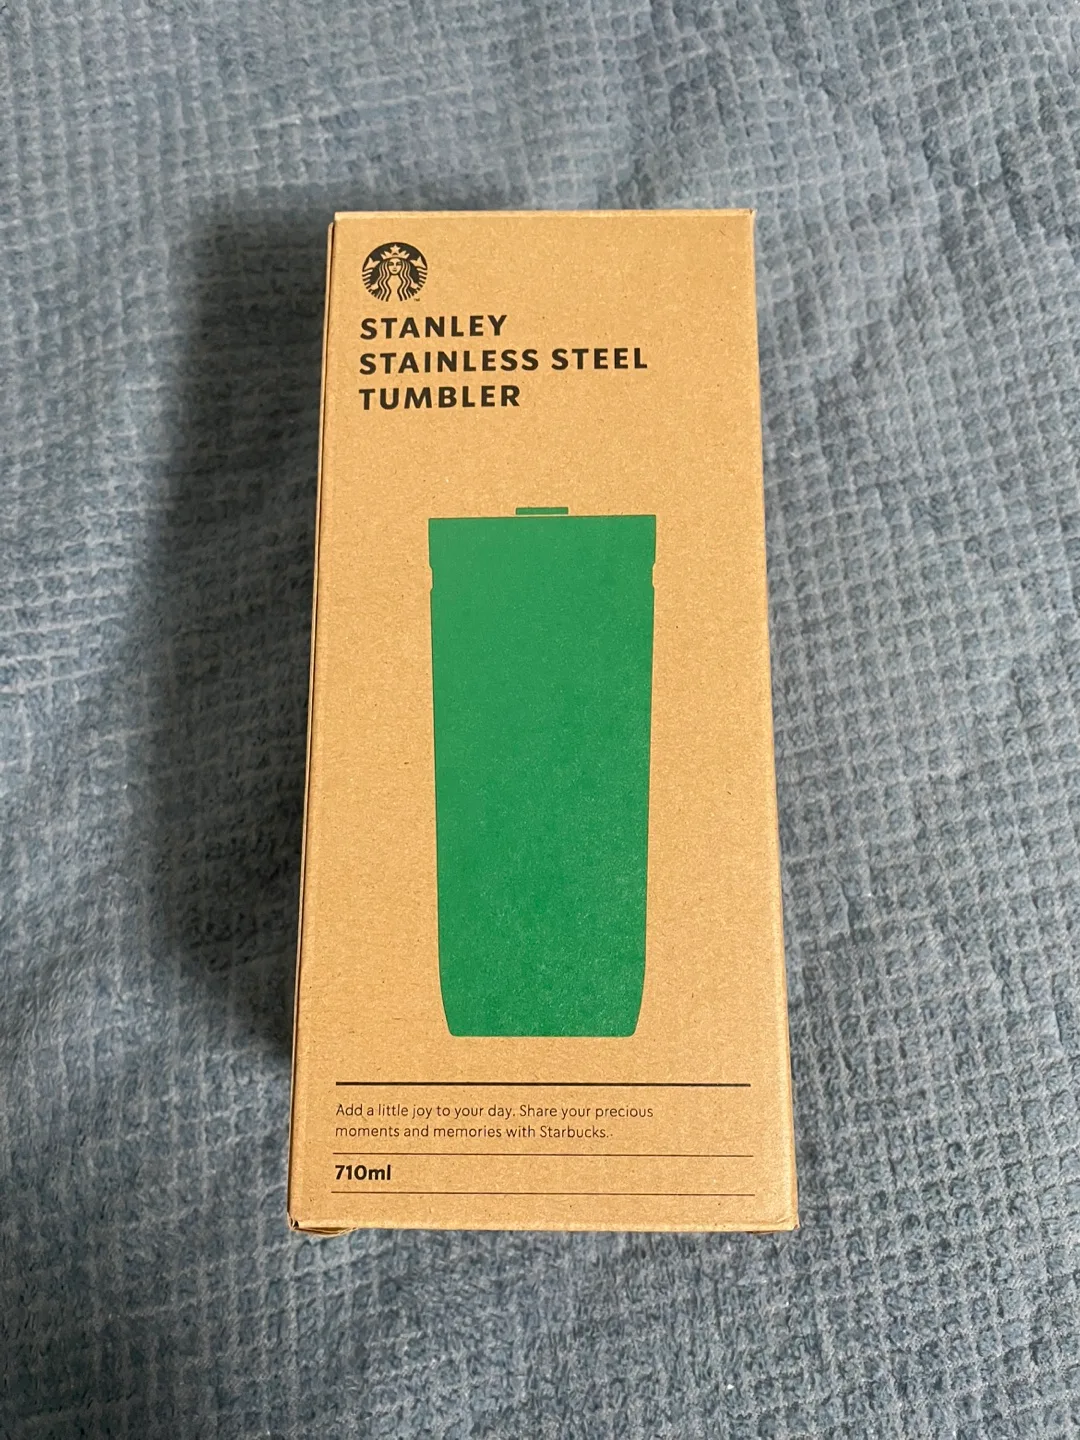 STANLEY
STAINLESS STEEL
TUMBLER
Add a little joy to your day. Share your precious
moments and memories with Starbucks..
710ml